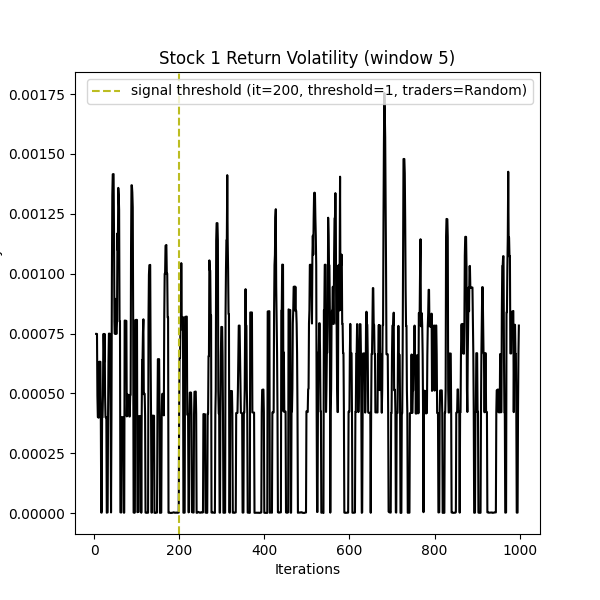 Stock 1 Return Volatility (window 5)
signal threshold (it=200, threshold=1, traders=Random)
0.00175
0.00150
0.00125
0.00100
0.00075
0.00050
0.00025
0.00000
0 200 400 600 800 1000
Iterations